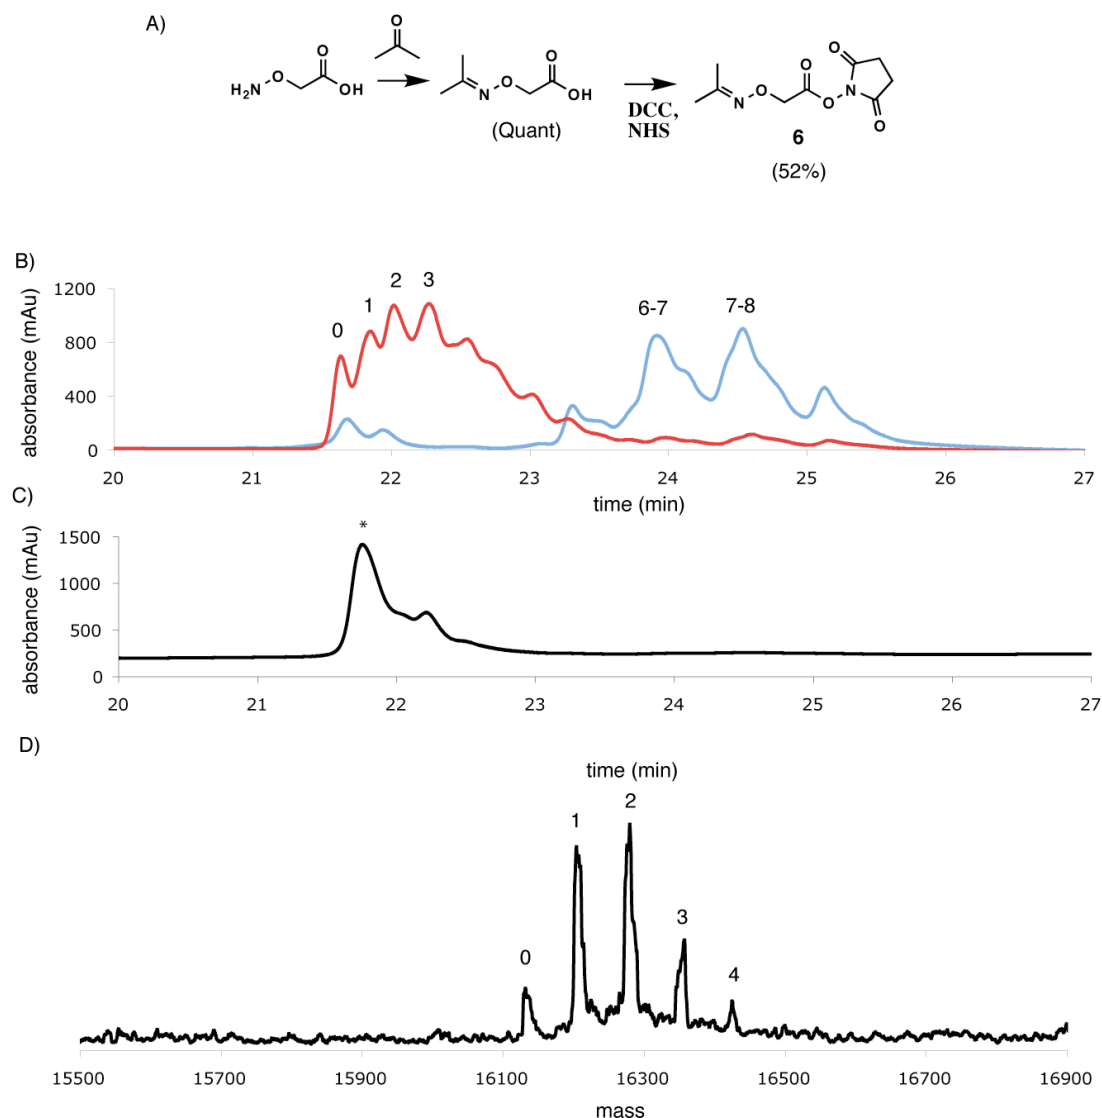 A)
O
H₂N
O
O
OH
N
O
O
OH
(Quant)
DCC,
NHS
N
O
O
O
N
O
O
6
(52%)
B)
absorbance (mAu)
1200
800
400
0
0
1
2
3
6-7
7-8
20 21 22 23 24 25 26 27
time (min)
C)
absorbance (mAu)
1500
1000
500
0
*
20 21 22 23 24 25 26 27
D)
time (min)
0
1
2
3
4
15500 15700 15900 16100 16300 16500 16700 16900
mass